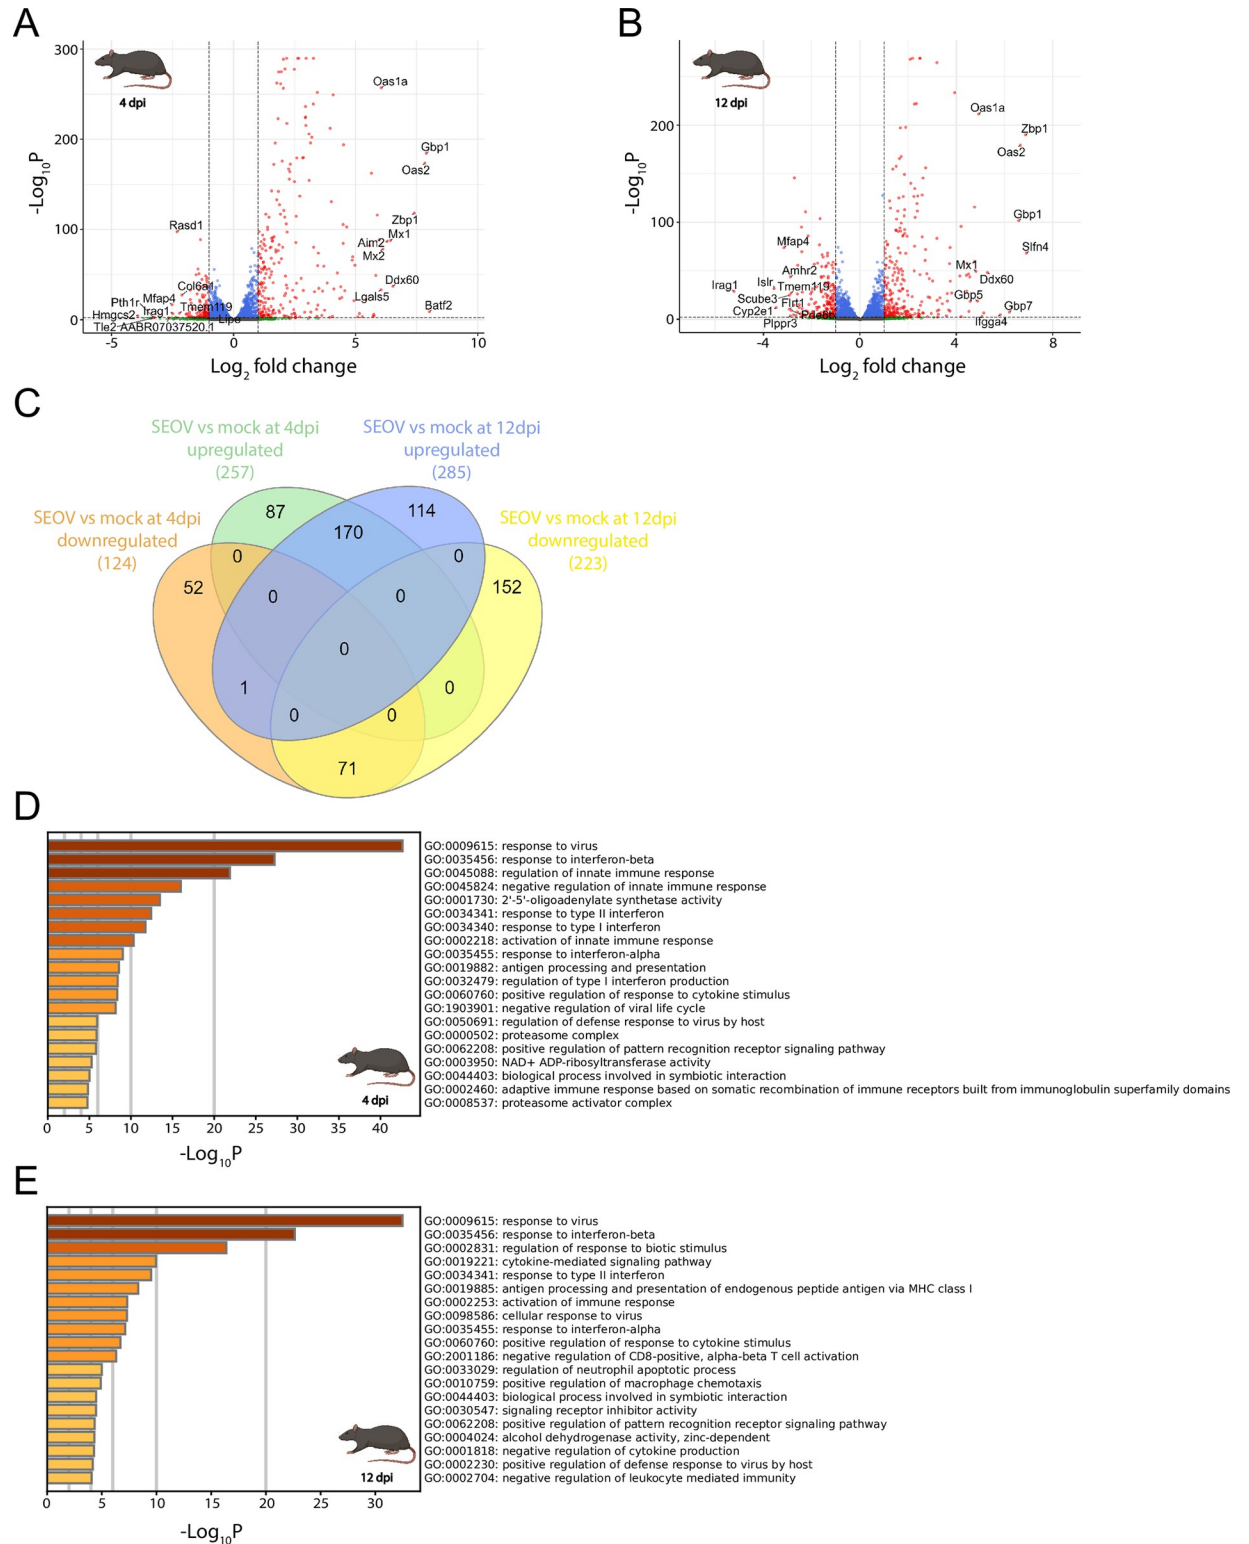 A
300
200
100
0
-Log10P
4 dpi
Oas1a
Gbp1
Oas2
Zbp1
Mx1
Aim2
Mx2
Ddx60
Lgals5
Batf2
Rasd1
Col6a1
Pth1r
Mfap4
Tmem119
Hmgcs2
Irag1
Lipe
Tle2
AABR07037520.1
-5
0
5
10
Log2 fold change
B
200
100
0
-Log10P
12 dpi
Oas1a
Zbp1
Oas2
Gbp1
Slfn4
Mx1
Ddx60
Gbp5
Gbp7
Ifgga4
Mfap4
Amhr2
Irag1
Islr
Tmem119
Scube3
Flrt1
Cyp2e1
Plppr3
-4
0
4
8
Log2 fold change
C
SEOV vs mock at 4dpi
upregulated
(257)
SEOV vs mock at 12dpi
upregulated
(285)
SEOV vs mock at 4dpi
downregulated
(124)
SEOV vs mock at 12dpi
downregulated
(223)
87
114
170
0
0
52
152
0
0
0
1
0
0
0
71
D
GO:0009615: response to virus
GO:0035456: response to interferon-beta
GO:0045088: regulation of innate immune response
GO:0045824: negative regulation of innate immune response
GO:0001730: 2'-5'-oligoadenylate synthetase activity
GO:0034341: response to type II interferon
GO:0034340: response to type I interferon
GO:0002218: activation of innate immune response
GO:0035455: response to interferon-alpha
GO:0019882: antigen processing and presentation
GO:0032479: regulation of type I interferon production
GO:0060760: positive regulation of response to cytokine stimulus
GO:1903901: negative regulation of viral life cycle
GO:0050691: regulation of defense response to virus by host
GO:0000502: proteasome complex
GO:0062208: positive regulation of pattern recognition receptor signaling pathway
GO:0003950: NAD+ ADP-ribosyltransferase activity
GO:0044403: biological process involved in symbiotic interaction
GO:0002460: adaptive immune response based on somatic recombination of immune receptors built from immunoglobulin superfamily domains
GO:0008537: proteasome activator complex
4 dpi
0 5 10 15 20 25 30 35 40
-Log10P
E
GO:0009615: response to virus
GO:0035456: response to interferon-beta
GO:0002831: regulation of response to biotic stimulus
GO:0019221: cytokine-mediated signaling pathway
GO:0034341: response to type II interferon
GO:0019885: antigen processing and presentation of endogenous peptide antigen via MHC class I
GO:0002253: activation of immune response
GO:0098586: cellular response to virus
GO:0035455: response to interferon-alpha
GO:0060760: positive regulation of response to cytokine stimulus
GO:2001186: negative regulation of CD8-positive, alpha-beta T cell activation
GO:0033029: regulation of neutrophil apoptotic process
GO:0010759: positive regulation of macrophage chemotaxis
GO:0044403: biological process involved in symbiotic interaction
GO:0030547: signaling receptor inhibitor activity
GO:0062208: positive regulation of pattern recognition receptor signaling pathway
GO:0004024: alcohol dehydrogenase activity, zinc-dependent
GO:0001818: negative regulation of cytokine production
GO:0002230: positive regulation of defense response to virus by host
GO:0002704: negative regulation of leukocyte mediated immunity
12 dpi
0 5 10 15 20 25 30
-Log10P